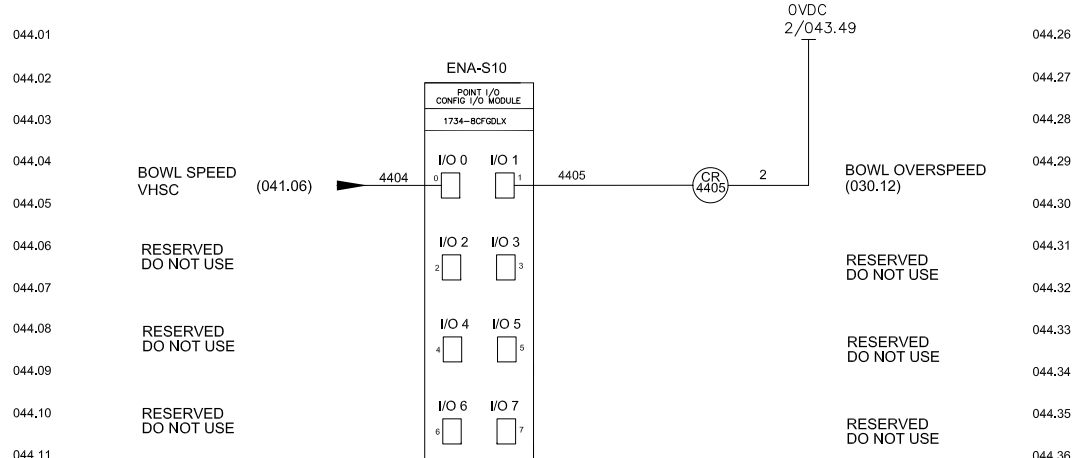 0VDC
2/043.49
044.01
044.26
044.02
ENA-S10
044.27
POINT I/O
CONFIG I/O MODULE
044.03
1734-8CFGDLX
044.28
044.04
I/O 0 I/O 1
044.29
BOWL SPEED
VHSC
(041.06)
4404
0
1
4405
CR
4405
2
BOWL OVERSPEED
(030.12)
044.05
044.30
044.06
RESERVED
DO NOT USE
I/O 2 I/O 3
2
3
RESERVED
DO NOT USE
044.31
044.07
044.32
044.08
RESERVED
DO NOT USE
I/O 4 I/O 5
4
5
RESERVED
DO NOT USE
044.33
044.09
044.34
044.10
RESERVED
DO NOT USE
I/O 6 I/O 7
6
7
RESERVED
DO NOT USE
044.35
044.11
044.36